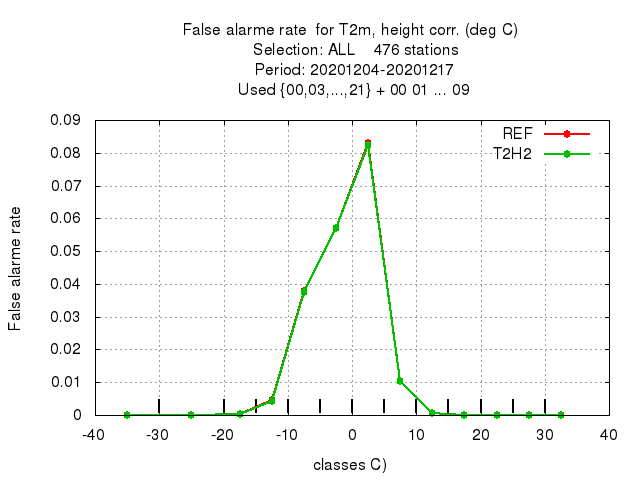 False alarme rate  for T2m, height corr. (deg C)
Selection: ALL    476 stations
Period: 20201204-20201217
Used {00,03,...,21} + 00 01 ... 09
0.09
0.08
0.07
0.06
0.05
0.04
0.03
0.02
0.01
0
False alarme rate
REF
T2H2
-40 -30 -20 -10 0 10 20 30 40
classes C)